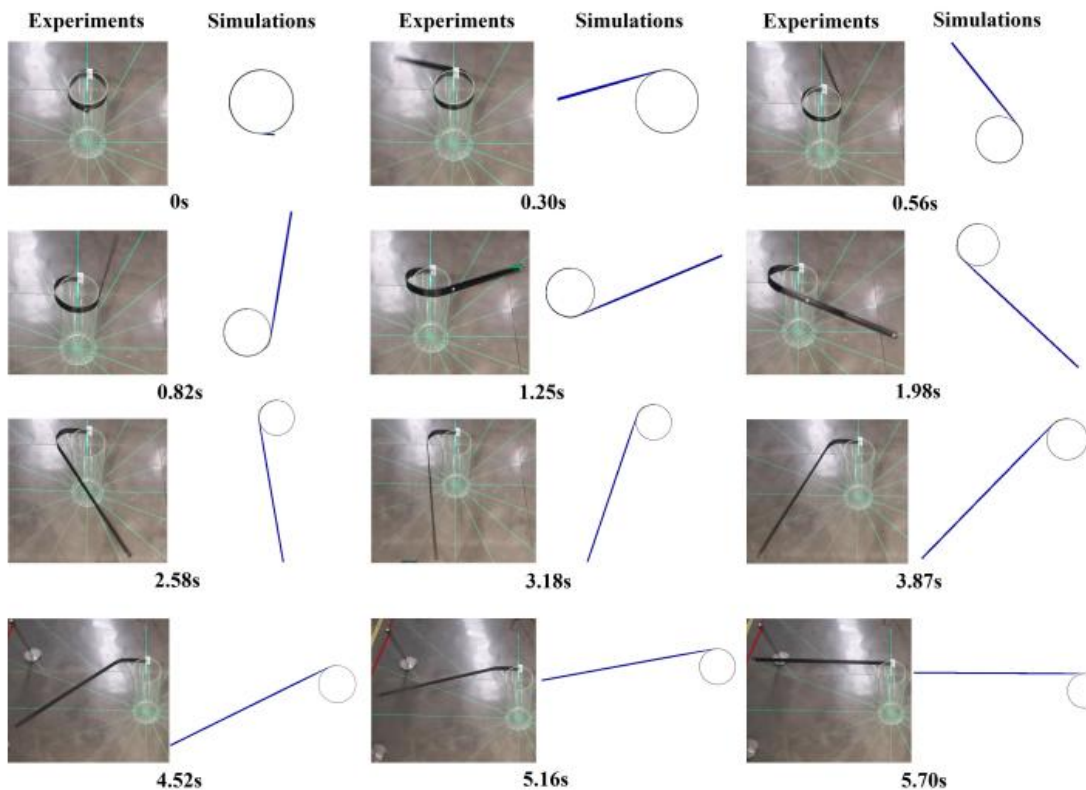 Experiments Simulations Experiments Simulations Experiments Simulations
0s 0.30s 0.56s
0.82s 1.25s 1.98s
2.58s 3.18s 3.87s
4.52s 5.16s 5.70s